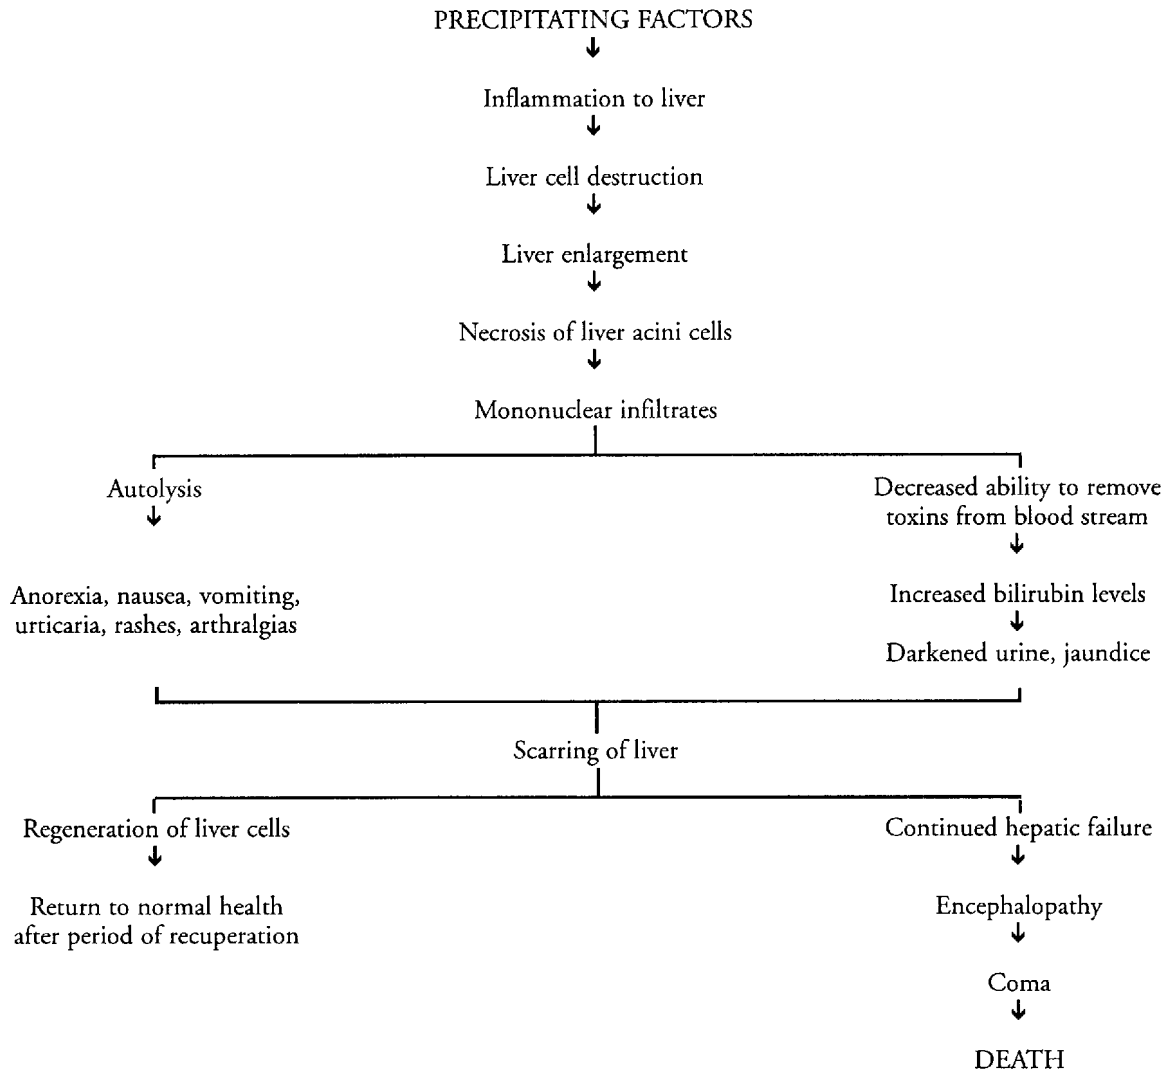 PRECIPITATING FACTORS
Inflammation to liver
Liver cell destruction
Liver enlargement
Necrosis of liver acini cells
Mononuclear infiltrates
Autolysis
Anorexia, nausea, vomiting,
urticaria, rashes, arthralgias
Decreased ability to remove
toxins from blood stream
Increased bilirubin levels
Darkened urine, jaundice
Scarring of liver
Regeneration of liver cells
Return to normal health
after period of recuperation
Continued hepatic failure
Encephalopathy
Coma
DEATH